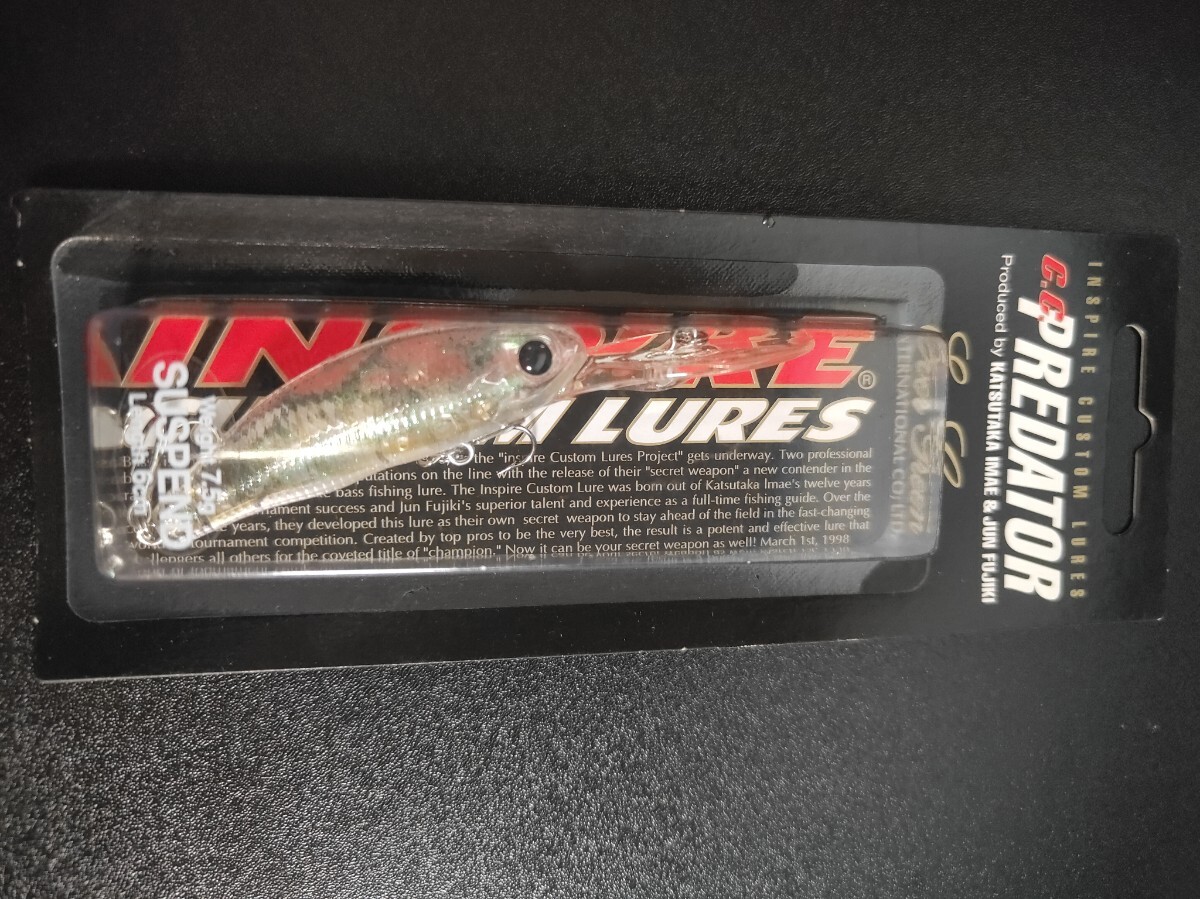 INSPIRE CUSTOM LURES
C.C PREDATOR
Produced by KATSUTAKA IMAE & JUN FUJIKI
INTERNATIONAL CO.,LTD.
LURES
the "inspire Custom Lures Project" gets underway. Two professional
on the line with the release of their "secret weapon" a new contender in the
bass fishing lure. The Inspire Custom Lure was born out of Katsutaka Imae's twelve years
success and Jun Fujiki's superior talent and experience as a full-time fishing guide. Over the
years, they developed this lure as their own secret weapon to stay ahead of the field in the fast-changing
tournament competition. Created by top pros to be the very best, the result is a potent and effective lure that
all others for the coveted title of "champion." Now it can be your secret weapon as well! March 1st, 1998
Weight 7.5g
SUSPEND